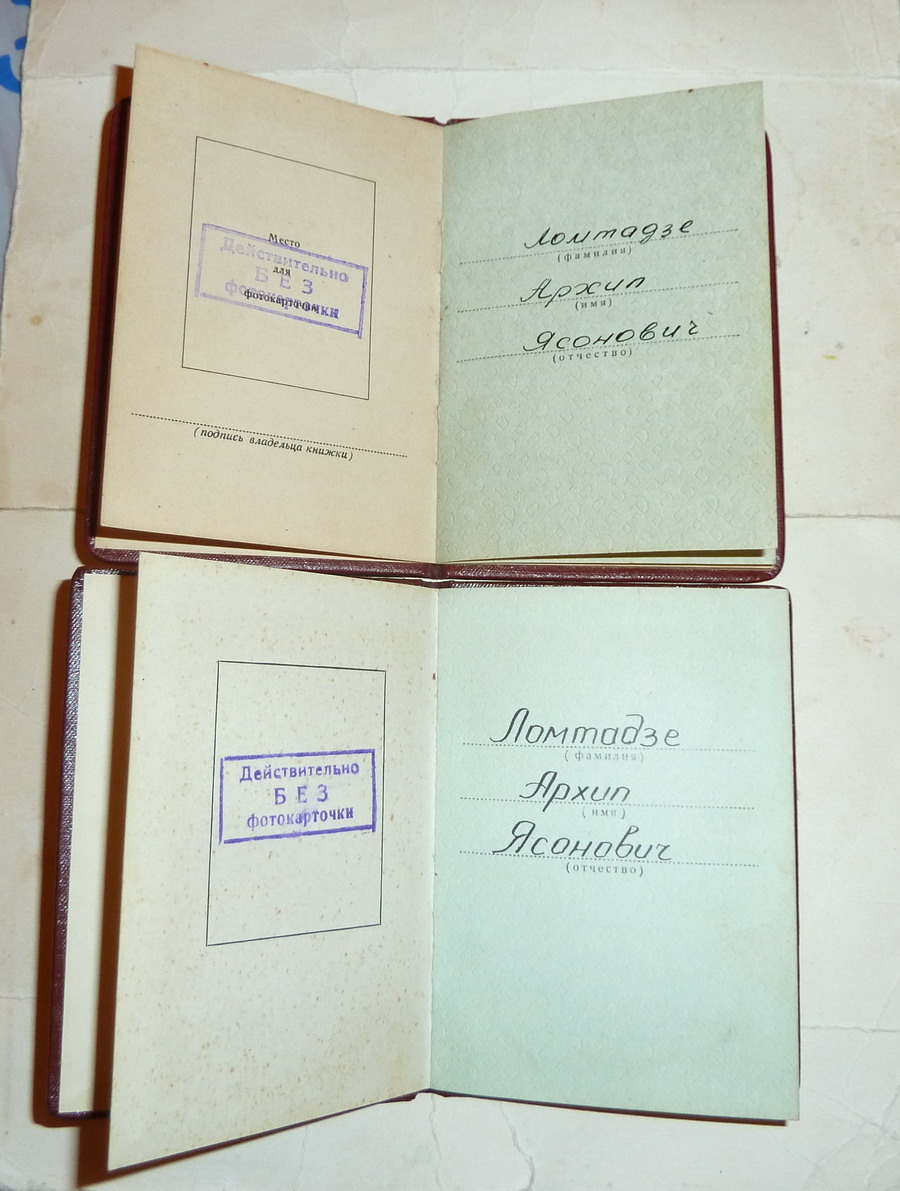 Место
для
фотокарточки
Действительно
БЕЗ
фотокарточки
(подпись владельца книжки)
Ломтадзе
(фамилия)
Архип
(имя)
Ясонович
(отчество)
Действительно
БЕЗ
фотокарточки
Ломтадзе
(фамилия)
Архип
(имя)
Ясонович
(отчество)